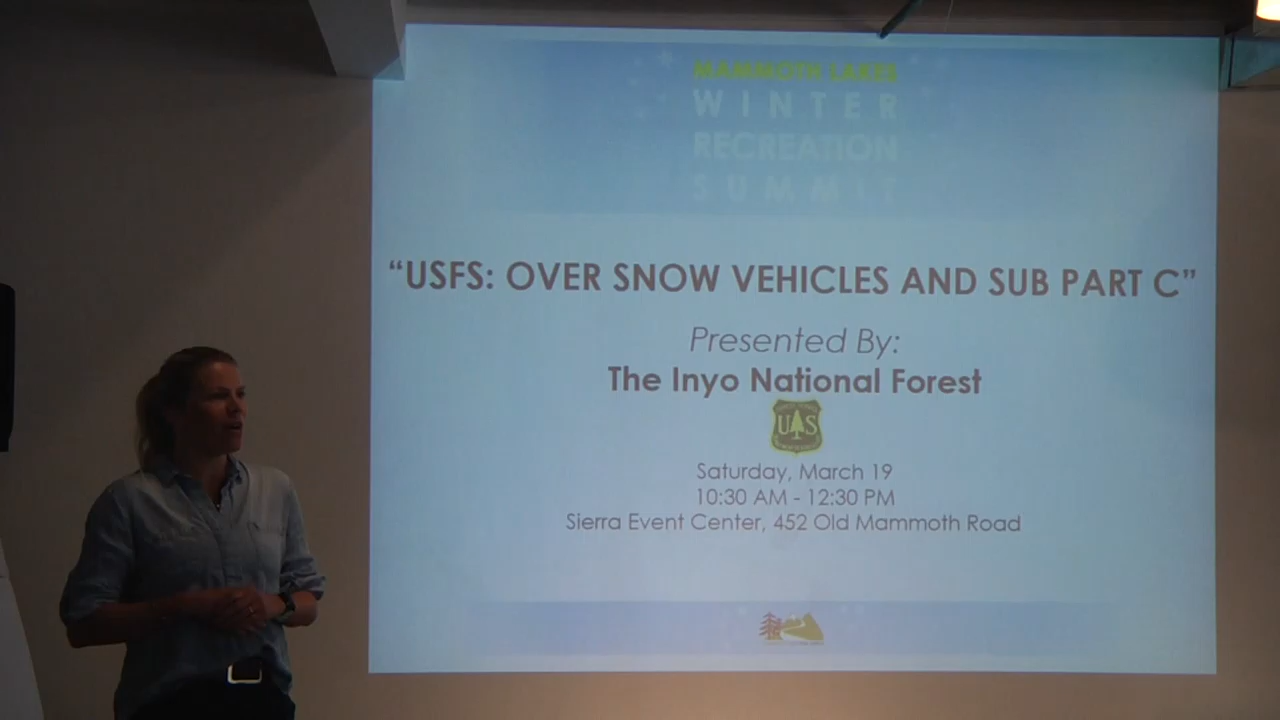 MAMMOTH LAKES
WINTER
RECREATION
SUMMIT
“USFS: OVER SNOW VEHICLES AND SUB PART C”
Presented By:
The Inyo National Forest
UAS
Saturday, March 19
10:30 AM - 12:30 PM
Sierra Event Center, 452 Old Mammoth Road